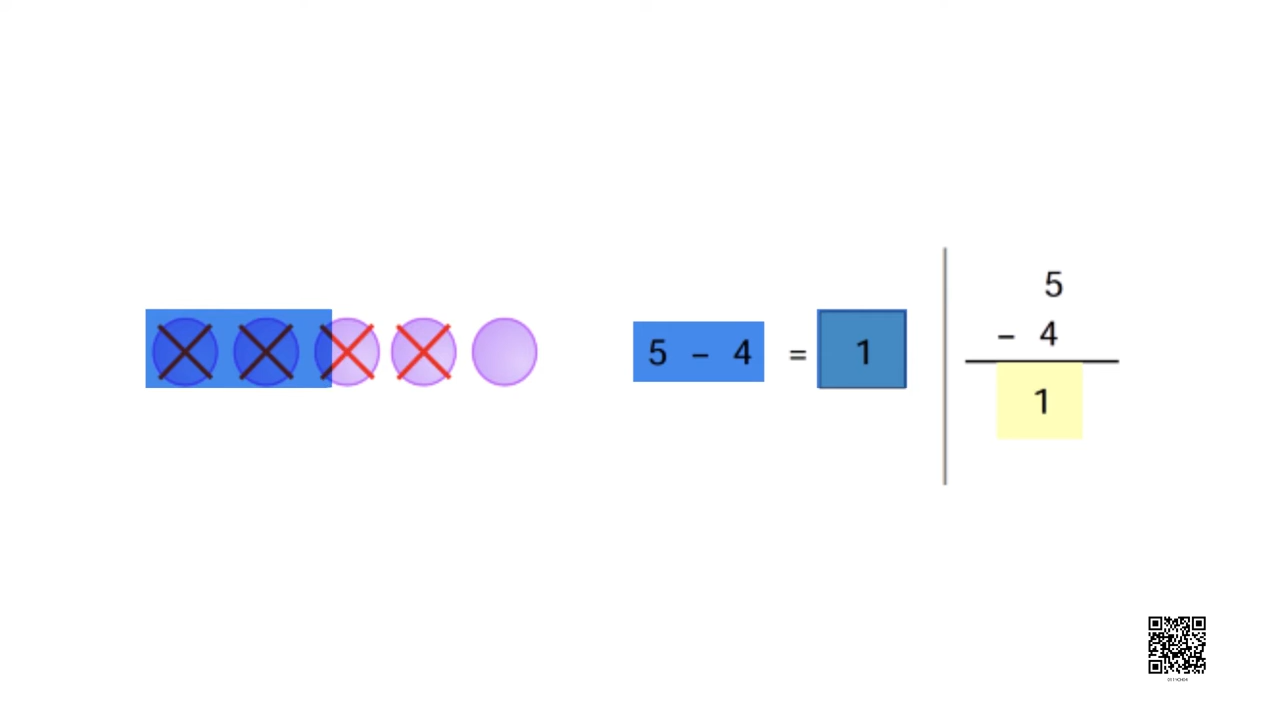 5 – 4 = 1
5
– 4
1